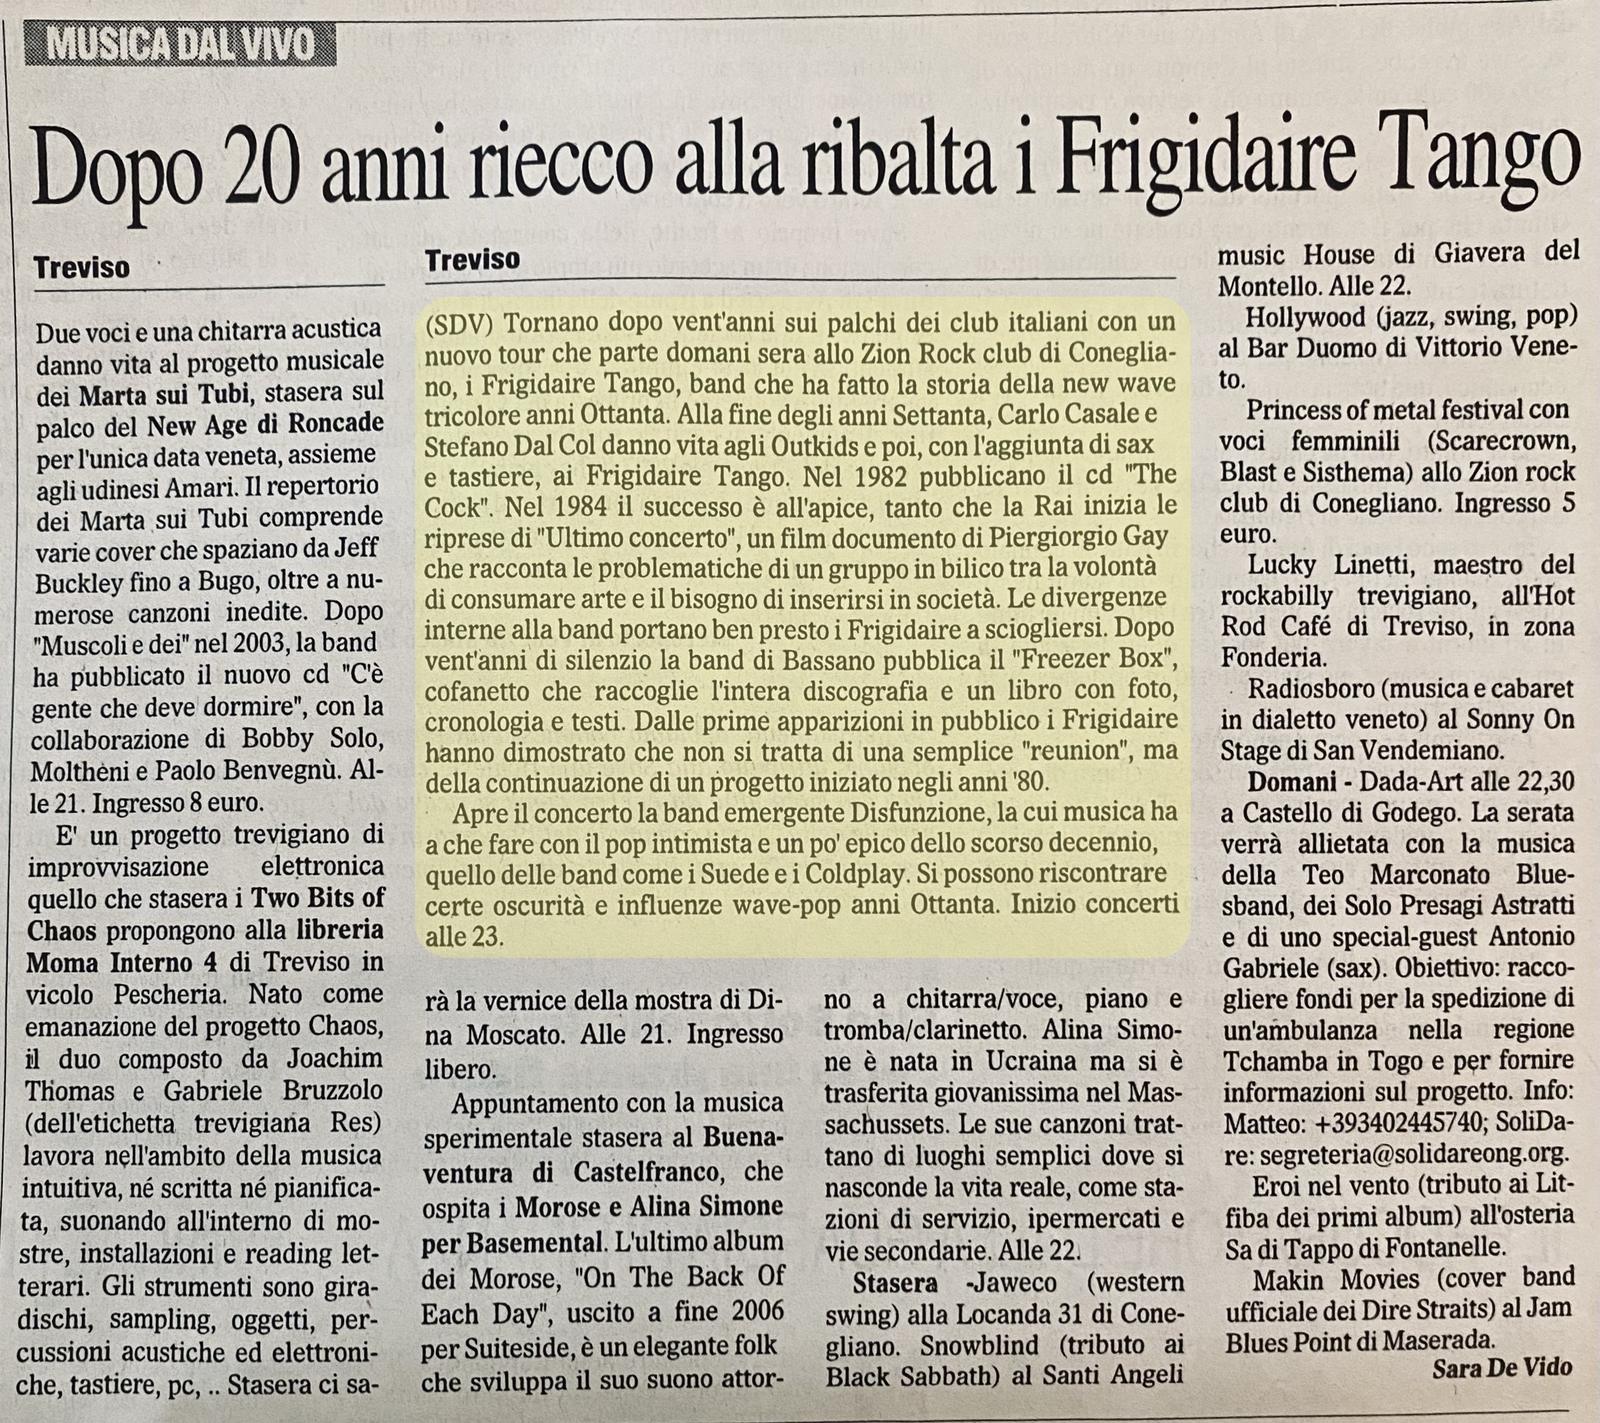 MUSICA DAL VIVO
Dopo 20 anni riecco alla ribalta i Frigidaire Tango
Treviso
Due voci e una chitarra acustica
danno vita al progetto musicale
dei Marta sui Tubi, stasera sul
palco del New Age di Roncade
per l'unica data veneta, assieme
agli udinesi Amari. Il repertorio
dei Marta sui Tubi comprende
varie cover che spaziano da Jeff
Buckley fino a Bugo, oltre a nu-
merose canzoni inedite. Dopo
"Muscoli e dei" nel 2003, la band
ha pubblicato il nuovo cd "C'è
gente che deve dormire", con la
collaborazione di Bobby Solo,
Moltheni e Paolo Benvegnù. Al-
le 21. Ingresso 8 euro.
E' un progetto trevigiano di
improvvisazione elettronica
quello che stasera i Two Bits of
Chaos propongono alla libreria
Moma Interno 4 di Treviso in
vicolo Pescheria. Nato come
emanazione del progetto Chaos,
il duo composto da Joachim
Thomas e Gabriele Bruzzolo
(dell'etichetta trevigiana Res)
lavora nell'ambito della musica
intuitiva, né scritta né pianifica-
ta, suonando all'interno di mo-
stre, installazioni e reading let-
terari. Gli strumenti sono gira-
dischi, sampling, oggetti, per-
cussioni acustiche ed elettroni-
che, tastiere, pc, .. Stasera ci sa-
Treviso
(SDV) Tornano dopo vent'anni sui palchi dei club italiani con un
nuovo tour che parte domani sera allo Zion Rock club di Coneglia-
no, i Frigidaire Tango, band che ha fatto la storia della new wave
tricolore anni Ottanta. Alla fine degli anni Settanta, Carlo Casale e
Stefano Dal Col danno vita agli Outkids e poi, con l'aggiunta di sax
e tastiere, ai Frigidaire Tango. Nel 1982 pubblicano il cd "The
Cock". Nel 1984 il successo è all'apice, tanto che la Rai inizia le
riprese di "Ultimo concerto", un film documento di Piergiorgio Gay
che racconta le problematiche di un gruppo in bilico tra la volontà
di consumare arte e il bisogno di inserirsi in società. Le divergenze
interne alla band portano ben presto i Frigidaire a sciogliersi. Dopo
vent'anni di silenzio la band di Bassano pubblica il "Freezer Box",
cofanetto che raccoglie l'intera discografia e un libro con foto,
cronologia e testi. Dalle prime apparizioni in pubblico i Frigidaire
hanno dimostrato che non si tratta di una semplice "reunion", ma
della continuazione di un progetto iniziato negli anni '80.
Apre il concerto la band emergente Disfunzione, la cui musica ha
a che fare con il pop intimista e un po' epico dello scorso decennio,
quello delle band come i Suede e i Coldplay. Si possono riscontrare
certe oscurità e influenze wave-pop anni Ottanta. Inizio concerti
alle 23.
rà la vernice della mostra di Di-
na Moscato. Alle 21. Ingresso
libero.
Appuntamento con la musica
sperimentale stasera al Buena-
ventura di Castelfranco, che
ospita i Morose e Alina Simone
per Basemental. L'ultimo album
dei Morose, "On The Back Of
Each Day", uscito a fine 2006
per Suiteside, è un elegante folk
che sviluppa il suo suono attor-
no a chitarra/voce, piano e
tromba/clarinetto. Alina Simo-
ne è nata in Ucraina ma si è
trasferita giovanissima nel Mas-
sachussets. Le sue canzoni trat-
tano di luoghi semplici dove si
nasconde la vita reale, come sta-
zioni di servizio, ipermercati e
vie secondarie. Alle 22.
Stasera -Jaweco (western
swing) alla Locanda 31 di Cone-
gliano. Snowblind (tributo ai
Black Sabbath) al Santi Angeli
music House di Giavera del
Montello. Alle 22.
Hollywood (jazz, swing, pop)
al Bar Duomo di Vittorio Vene-
to.
Princess of metal festival con
voci femminili (Scarecrown,
Blast e Sisthema) allo Zion rock
club di Conegliano. Ingresso 5
euro.
Lucky Linetti, maestro del
rockabilly trevigiano, all'Hot
Rod Café di Treviso, in zona
Fonderia.
Radiosboro (musica e cabaret
in dialetto veneto) al Sonny On
Stage di San Vendemiano.
Domani - Dada-Art alle 22,30
a Castello di Godego. La serata
verrà allietata con la musica
della Teo Marconato Blue-
sband, dei Solo Presagi Astratti
e di uno special-guest Antonio
Gabriele (sax). Obiettivo: racco-
gliere fondi per la spedizione di
un'ambulanza nella regione
Tchamba in Togo e per fornire
informazioni sul progetto. Info:
Matteo: +393402445740; SoliDa-
re: segreteria@solidareong.org.
Eroi nel vento (tributo ai Lit-
fiba dei primi album) all'osteria
Sa di Tappo di Fontanelle.
Makin Movies (cover band
ufficiale dei Dire Straits) al Jam
Blues Point di Maserada.
Sara De Vido